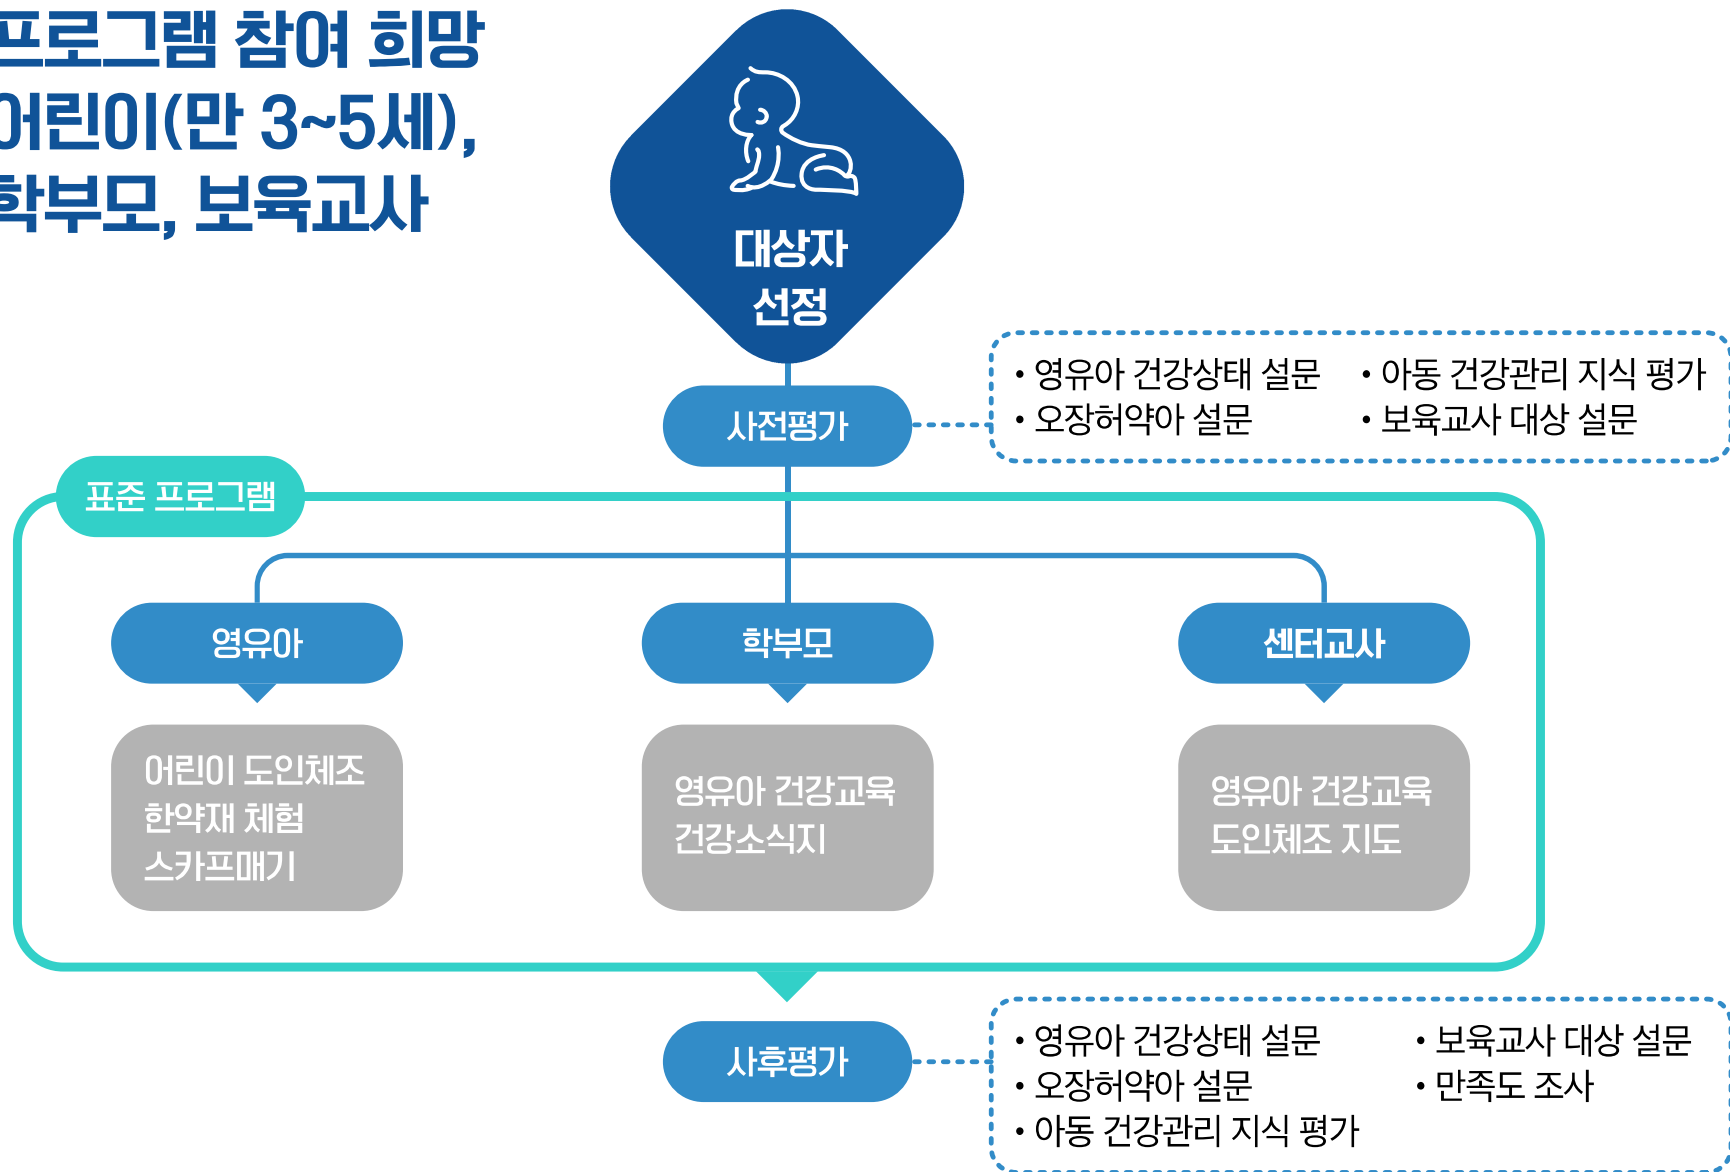 프로그램 참여 희망
어린이(만 3~5세),
학부모, 보육교사
대상자
선정
사전평가
• 영유아 건강상태 설문
• 오장허약아 설문
• 아동 건강관리 지식 평가
• 보육교사 대상 설문
표준 프로그램
영유아
학부모
센터교사
어린이 도인체조
한약재 체험
스카프매기
영유아 건강교육
건강소식지
영유아 건강교육
도인체조 지도
사후평가
• 영유아 건강상태 설문
• 오장허약아 설문
• 아동 건강관리 지식 평가
• 보육교사 대상 설문
• 만족도 조사